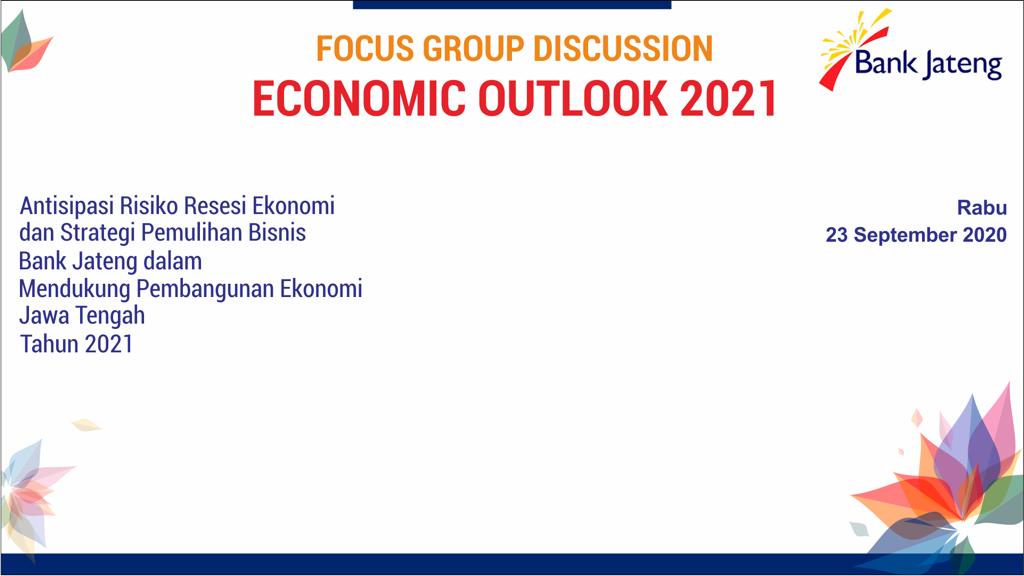 FOCUS GROUP DISCUSSION
ECONOMIC OUTLOOK 2021
Bank Jateng
Antisipasi Risiko Resesi Ekonomi
dan Strategi Pemulihan Bisnis
Bank Jateng dalam
Mendukung Pembangunan Ekonomi
Jawa Tengah
Tahun 2021
Rabu
23 September 2020